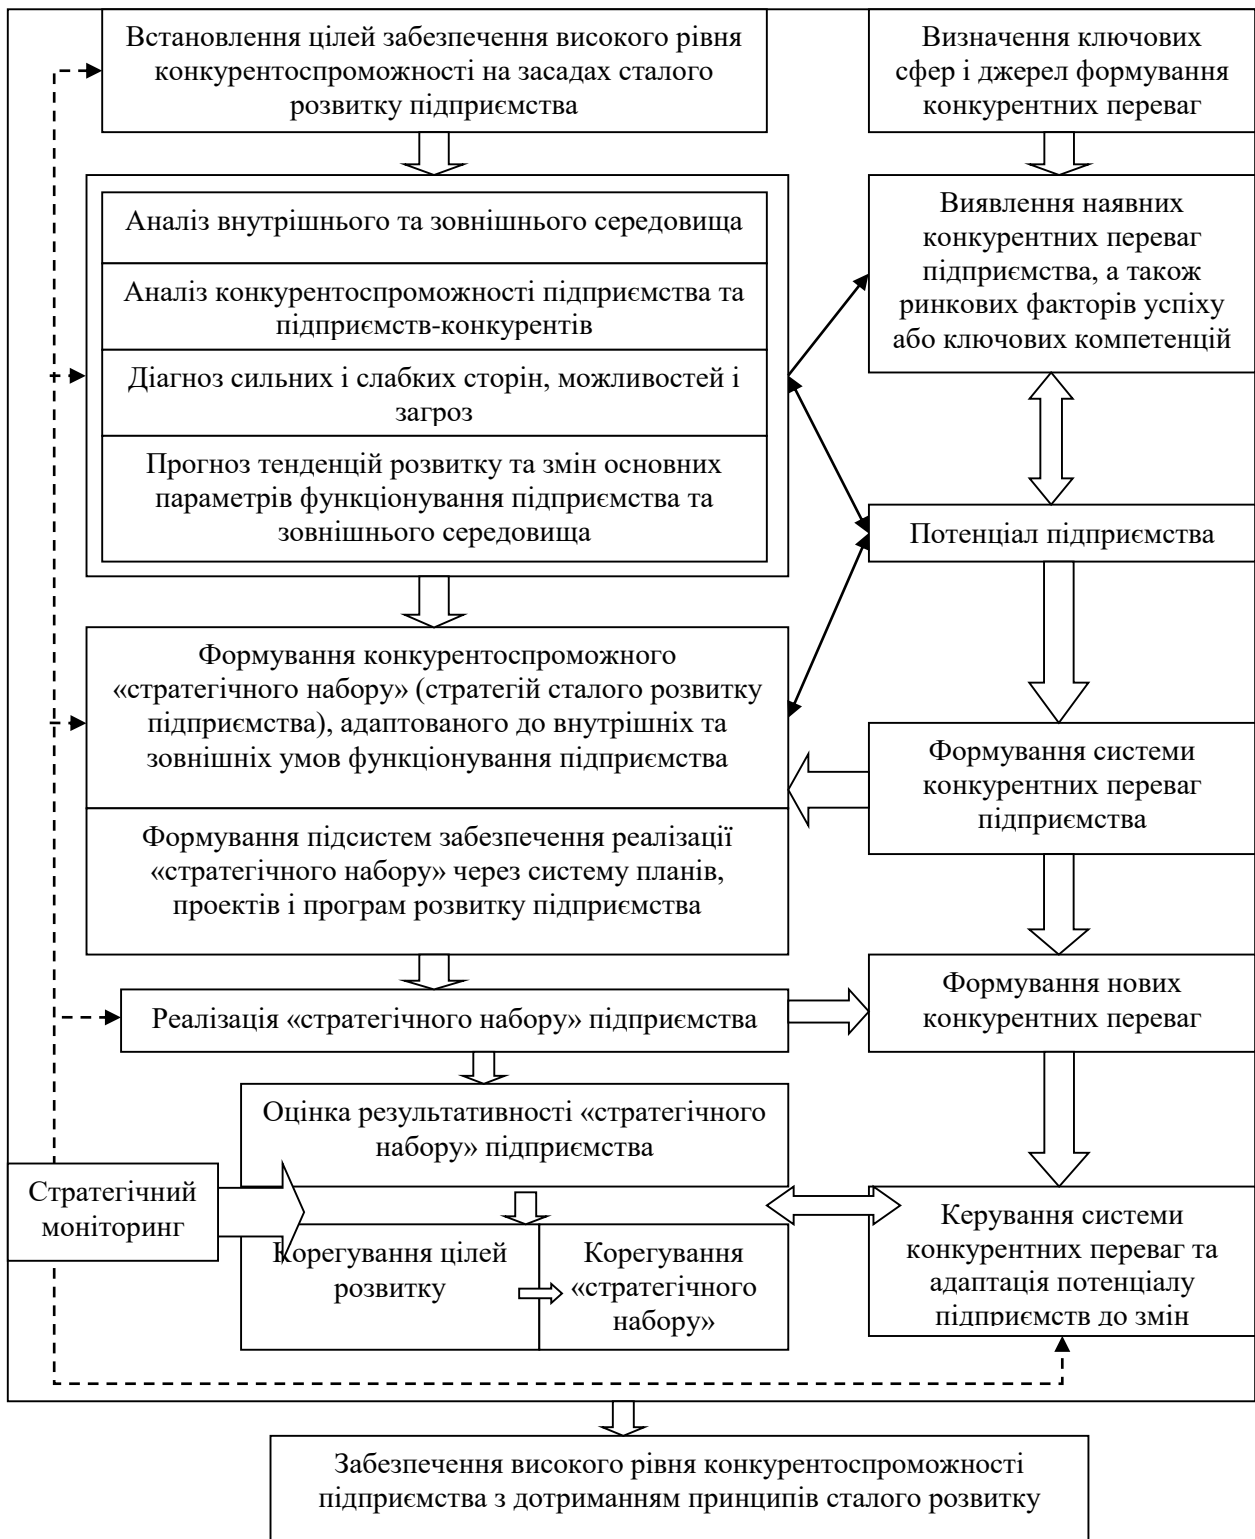 Встановлення цілей забезпечення високого рівня
конкурентоспроможності на засадах сталого
розвитку підприємства
Визначення ключових
сфер і джерел формування
конкурентних переваг
Аналіз внутрішнього та зовнішнього середовища
Аналіз конкурентоспроможності підприємства та
підприємств-конкурентів
Діагноз сильних і слабких сторін, можливостей і
загроз
Прогноз тенденцій розвитку та змін основних
параметрів функціонування підприємства та
зовнішнього середовища
Виявлення наявних
конкурентних переваг
підприємства, а також
ринкових факторів успіху
або ключових компетенцій
Потенціал підприємства
Формування конкурентоспроможного
«стратегічного набору» (стратегій сталого розвитку
підприємства), адаптованого до внутрішніх та
зовнішніх умов функціонування підприємства
Формування системи
конкурентних переваг
підприємства
Формування підсистем забезпечення реалізації
«стратегічного набору» через систему планів,
проектів і програм розвитку підприємства
Реалізація «стратегічного набору» підприємства
Формування нових
конкурентних переваг
Оцінка результативності «стратегічного
набору» підприємства
Стратегічний
моніторинг
Корегування цілей
розвитку
Корегування
«стратегічного
набору»
Керування системи
конкурентних переваг та
адаптація потенціалу
підприємств до змін
Забезпечення високого рівня конкурентоспроможності
підприємства з дотриманням принципів сталого розвитку